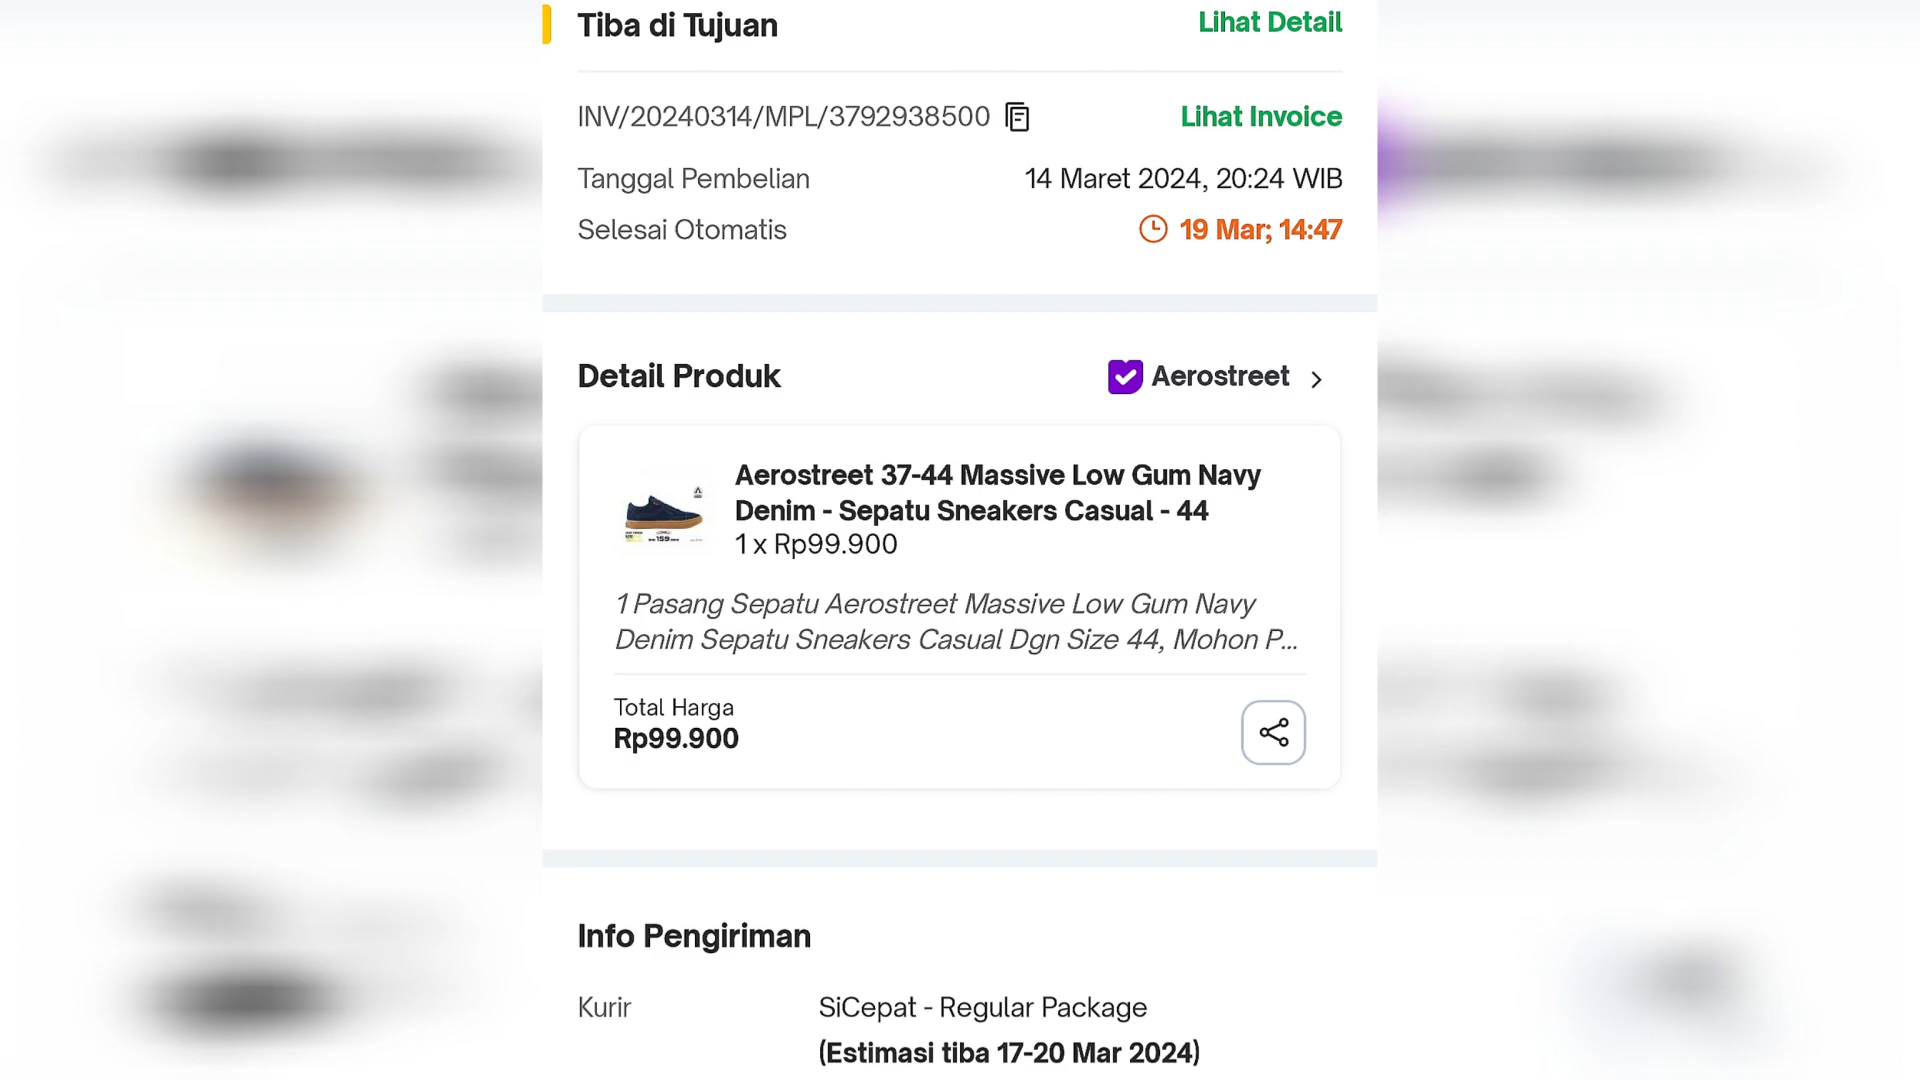 Tiba di Tujuan
Lihat Detail
INV/20240314/MPL/3792938500
Lihat Invoice
Tanggal Pembelian
14 Maret 2024, 20:24 WIB
Selesai Otomatis
19 Mar; 14:47
Detail Produk
Aerostreet
Aerostreet 37-44 Massive Low Gum Navy
Denim - Sepatu Sneakers Casual - 44
1 x Rp99.900
159
1 Pasang Sepatu Aerostreet Massive Low Gum Navy
Denim Sepatu Sneakers Casual Dgn Size 44, Mohon P...
Total Harga
Rp99.900
Info Pengiriman
Kurir
SiCepat - Regular Package
(Estimasi tiba 17-20 Mar 2024)